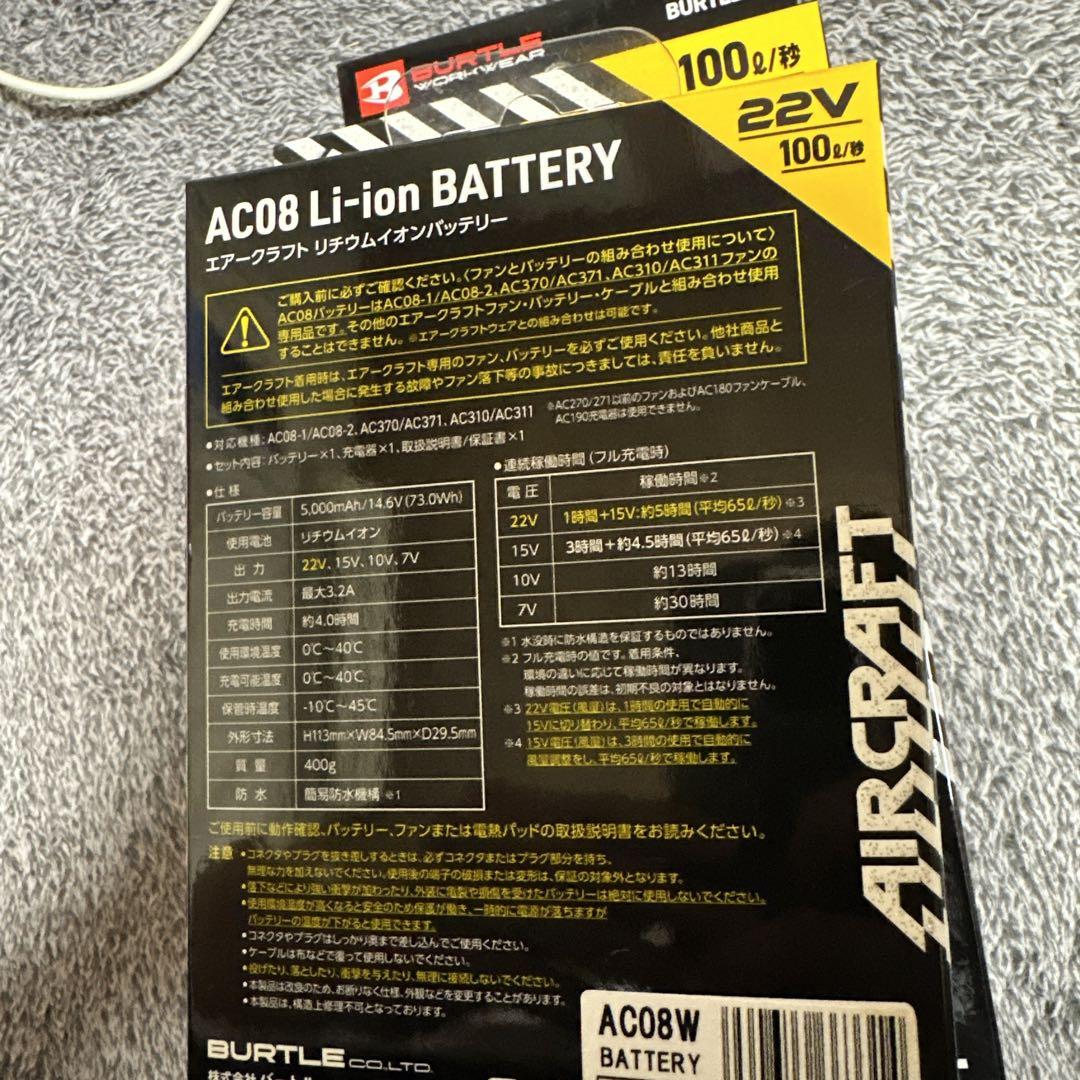 BURTLE
WORKWEAR
100ℓ/秒
22V
100ℓ/秒
AC08 Li-ion BATTERY
エアークラフト リチウムイオンバッテリー
ご購入前に必ずご確認ください。〈ファンとバッテリーの組み合わせ使用について〉
AC08バッテリーはAC08-1/AC08-2、AC370/AC371、AC310/AC311ファンの
専用品です。その他のエアークラフトファン・バッテリー・ケーブルと組み合わせ使用
することはできません。※エアークラフトウェアとの組み合わせは可能です。
エアークラフト着用時は、エアークラフト専用のファン、バッテリーを必ずご使用ください。他社商品と
組み合わせ使用した場合に発生する故障やファン落下等の事故につきましては、責任を負いません。
●対応機種：AC08-1/AC08-2、AC370/AC371、AC310/AC311
※AC270/271以前のファンおよびAC180ファンケーブル、
AC190充電器は使用できません。
●セット内容：バッテリー×1、充電器×1、取扱説明書/保証書×1
●仕様
バッテリー容量 5,000mAh/14.6V(73.0Wh)
使用電池 リチウムイオン
出力 22V、15V、10V、7V
出力電流 最大3.2A
充電時間 約4.0時間
使用環境温度 0℃～40℃
充電可能温度 0℃～40℃
保管時温度 -10℃～45℃
外形寸法 H113mm×W84.5mm×D29.5mm
質量 400g
防水 簡易防水機構 ※1
●連続稼働時間(フル充電時)
電圧 稼働時間※2
22V 1時間+15V:約5時間(平均65ℓ/秒)※3
15V 3時間+約4.5時間(平均65ℓ/秒)※4
10V 約13時間
7V 約30時間
※1 水没時に防水構造を保証するものではありません。
※2 フル充電時の値です。着用条件、
環境の違いに応じて稼働時間が異なります。
稼働時間の誤差は、初期不良の対象とはなりません。
※3 22V電圧(風量)は、1時間の使用で自動的に
15Vに切り替わり、平均65ℓ/秒で稼働します。
※4 15V電圧(風量)は、3時間の使用で自動的に
風量調整をし、平均65ℓ/秒で稼働します。
ご使用前に動作確認、バッテリー、ファンまたは電熱パッドの取扱説明書をお読みください。
注意 ●コネクタやプラグを抜き差しするときは、必ずコネクタまたはプラグ部分を持ち、
無理な力を加えないでください。使用後の端子の破損または変形は、保証の対象外となります。
●落下などにより強い衝撃が加わったり、外装に亀裂や損傷を受けたバッテリーは絶対に使用しないでください。
●使用環境温度が高くなると安全のため保護が働き、一時的に電源が落ちますが
バッテリーの温度が下がると使用できます。
●コネクタやプラグはしっかり奥まで差し込んでご使用ください。
●ケーブルは布などで覆って使用しないでください。
●投げたり、落としたり、衝撃を与えたり、無理に接続しないでください。
●本製品は改良のため、お断りなく仕様、外観などを変更することがあります。
●本製品は、構造上修理不可となっております。
AIRCRAFT
BURTLE CO.,LTD.
AC08W
BATTERY